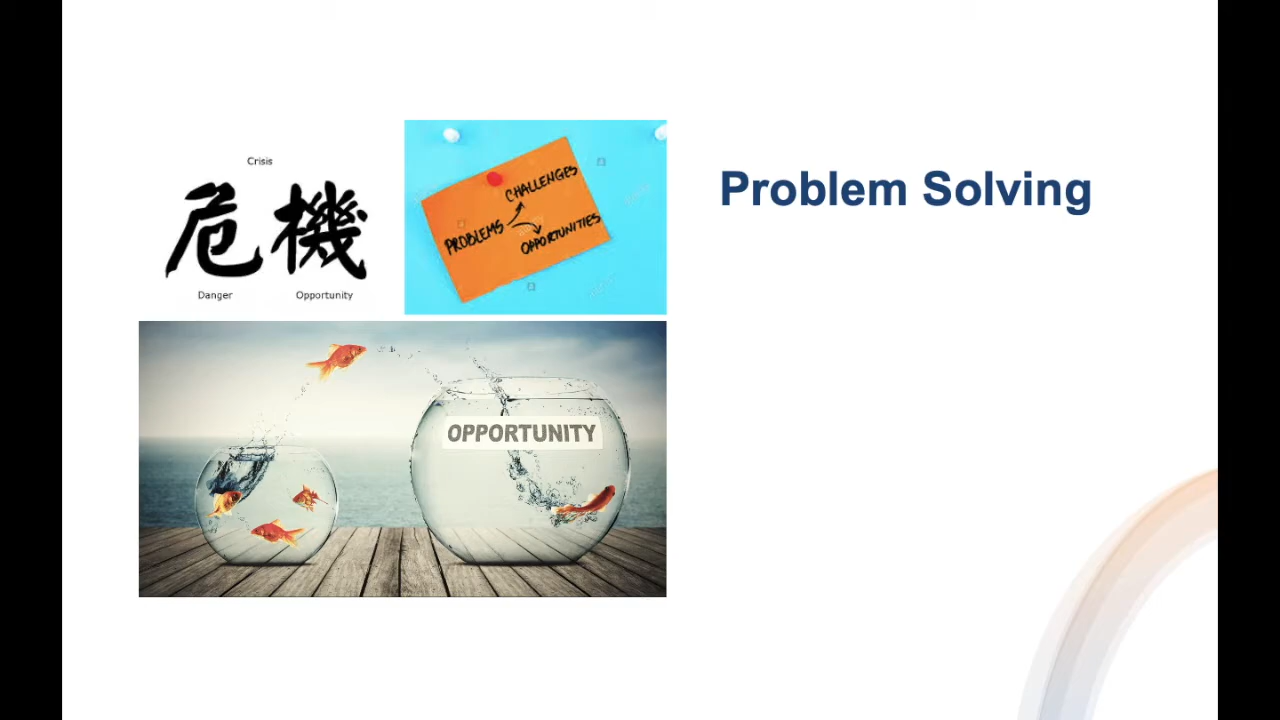 Crisis
危機
Danger Opportunity
CHALLENGES
PROBLEMS
OPPORTUNITIES
Problem Solving
OPPORTUNITY